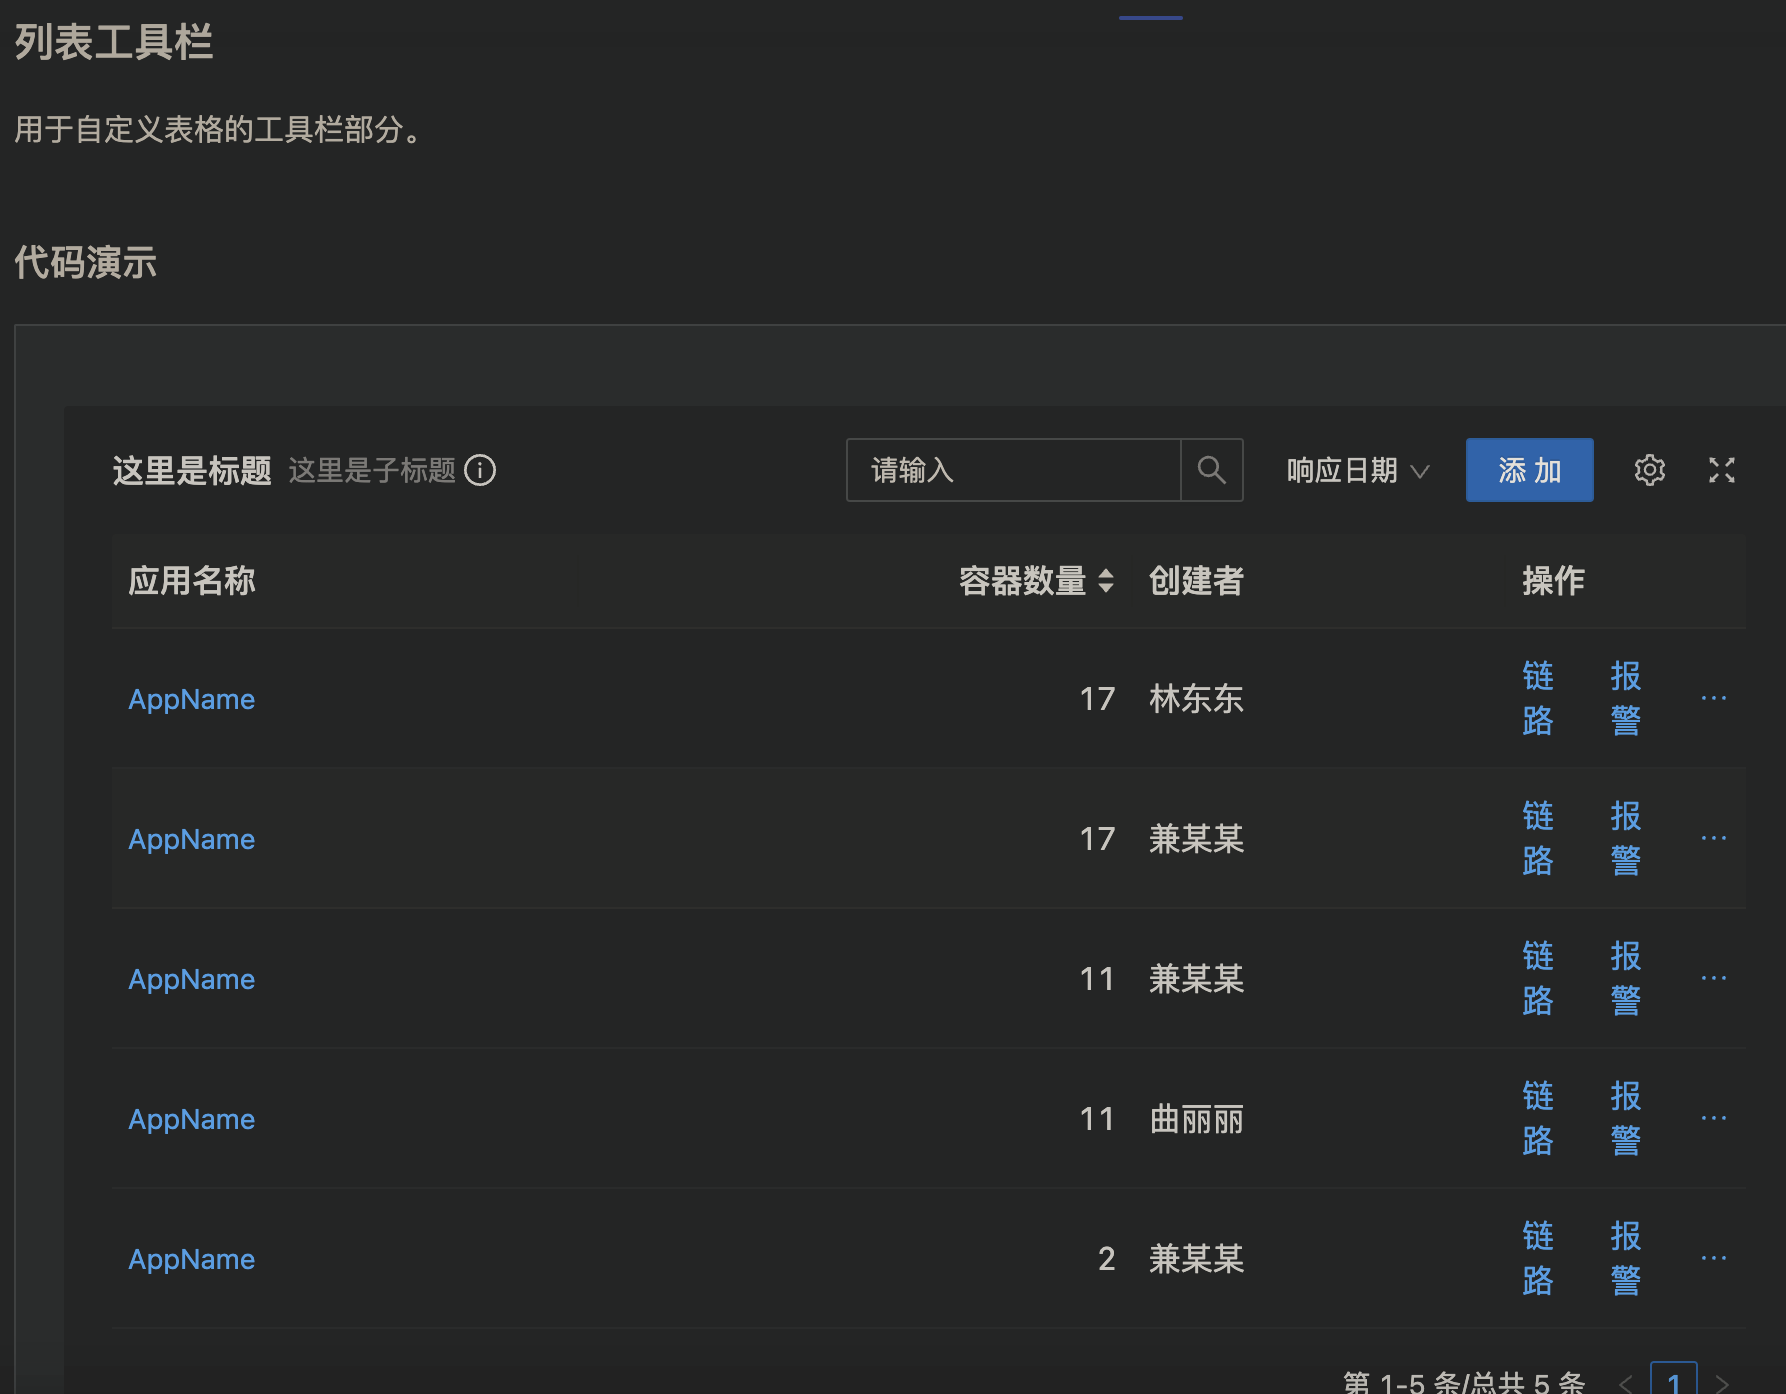 列表工具栏
用于自定义表格的工具栏部分。
代码演示
这里是标题 这里是子标题 请输入 响应日期 添加
应用名称 容器数量 创建者 操作
AppName 17 林东东 链路 报警 ···
AppName 17 兼某某 链路 报警 ···
AppName 11 兼某某 链路 报警 ···
AppName 11 曲丽丽 链路 报警 ···
AppName 2 兼某某 链路 报警 ···
第 1-5 条/总共 5 条 < 1 >